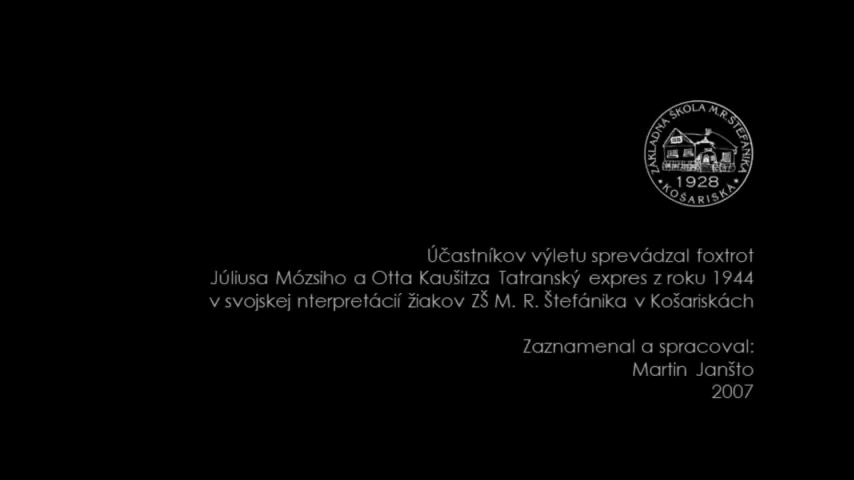 ZÁKLADNÁ ŠKOLA M.R.ŠTEFÁNIKA
1928
KOŠARISKÁ
Účastníkov výletu sprevádzal foxtrot
Júliusa Mózsiho a Otta Kaušitza Tatranský expres z roku 1944
v svojskej nterpretácií žiakov ZŠ M. R. Štefánika v Košariskách
Zaznamenal a spracoval:
Martin Janšto
2007